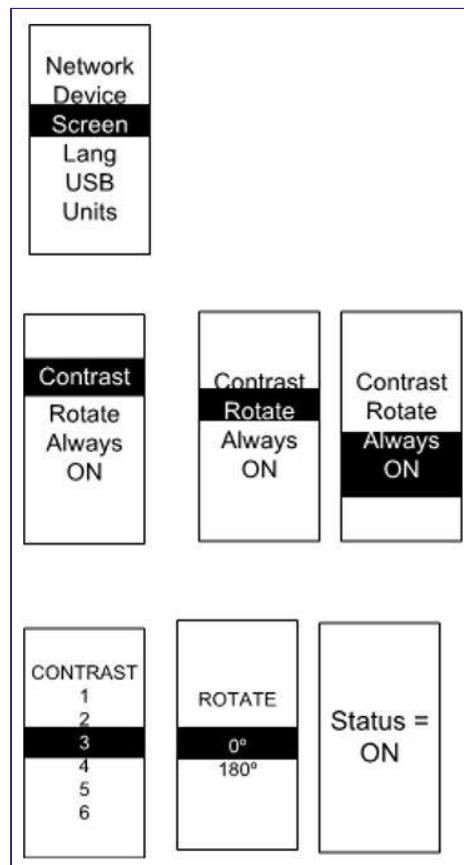 Network
Device
Screen
Lang
USB
Units
Contrast
Rotate
Always
ON
Contrast
Rotate
Always
ON
Contrast
Rotate
Always
ON
CONTRAST
1
2
3
4
5
6
ROTATE
0º
180º
Status =
ON